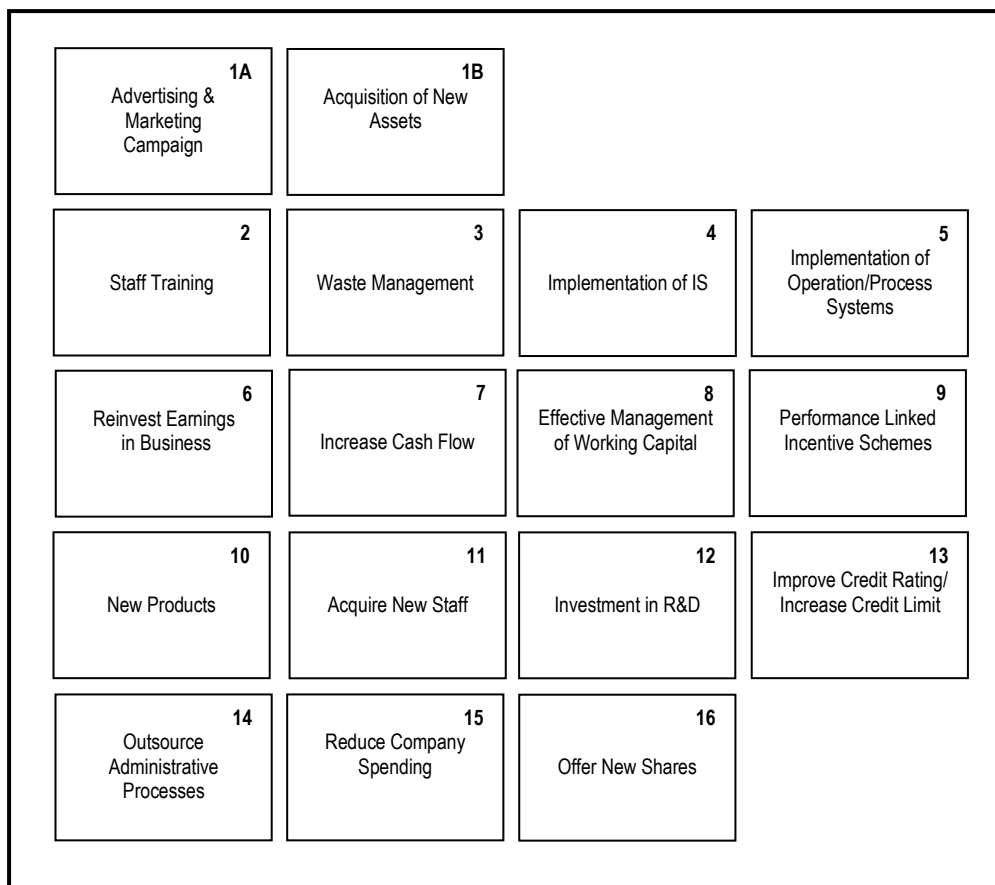 1A
Advertising &
Marketing
Campaign
1B
Acquisition of New
Assets
2
Staff Training
3
Waste Management
4
Implementation of IS
5
Implementation of
Operation/Process
Systems
6
Reinvest Earnings
in Business
7
Increase Cash Flow
8
Effective Management
of Working Capital
9
Performance Linked
Incentive Schemes
10
New Products
11
Acquire New Staff
12
Investment in R&D
13
Improve Credit Rating/
Increase Credit Limit
14
Outsource
Administrative
Processes
15
Reduce Company
Spending
16
Offer New Shares